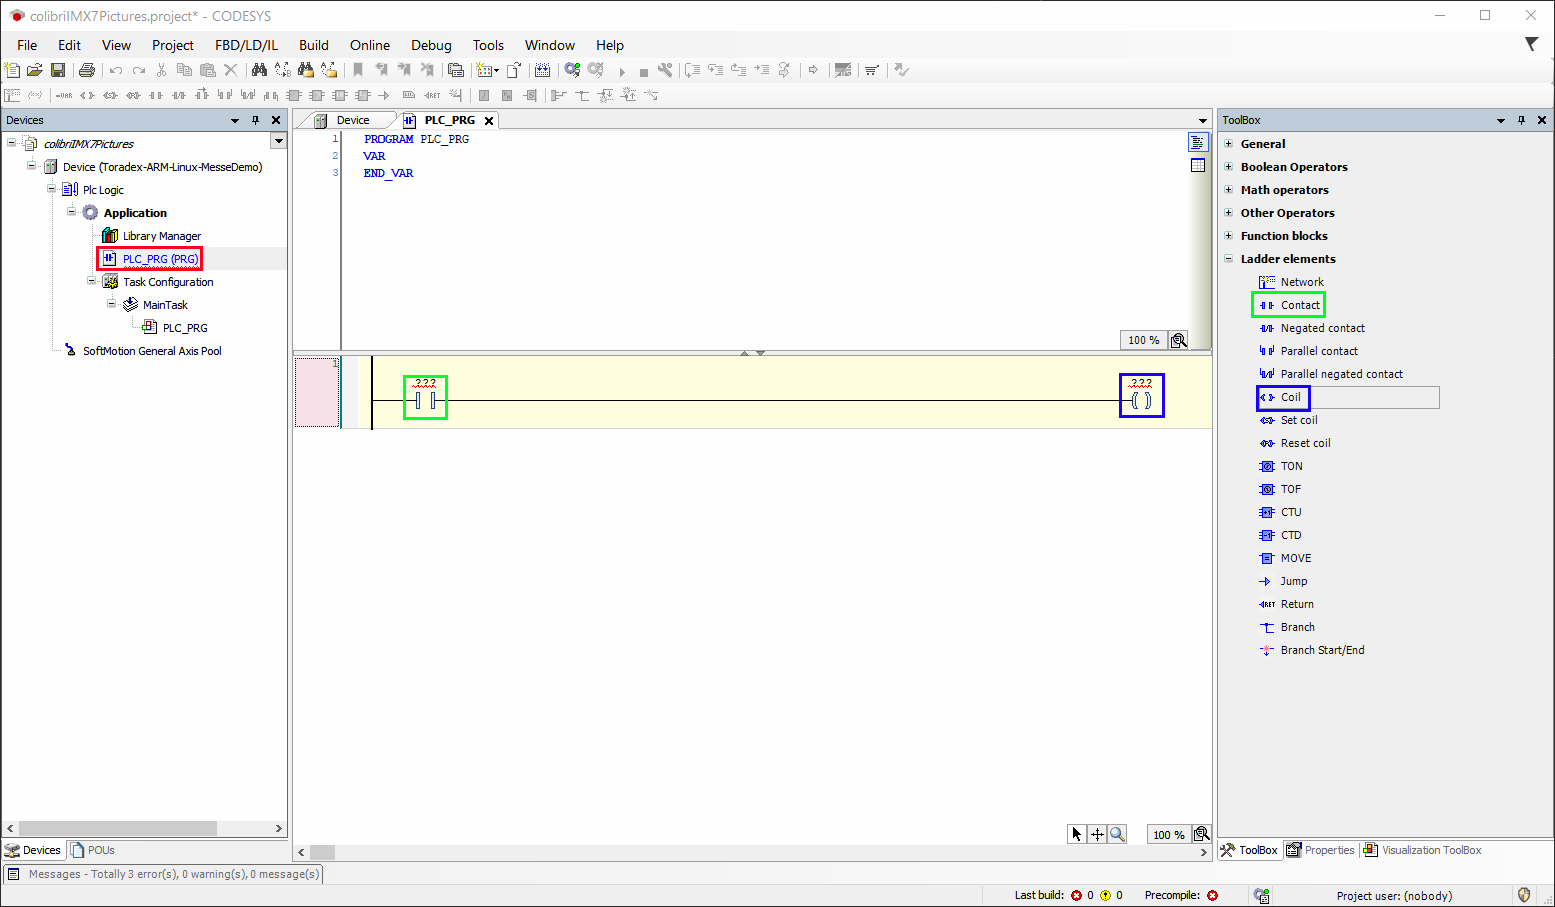 colibriIMX7Pictures.project* - CODESYS
File Edit View Project FBD/LD/IL Build Online Debug Tools Window Help
Devices
colibriIMX7Pictures
Device (Toradex-ARM-Linux-MesseDemo)
Plc Logic
Application
Library Manager
PLC_PRG (PRG)
Task Configuration
MainTask
PLC_PRG
SoftMotion General Axis Pool
Devices POUs
Device PLC_PRG
1 PROGRAM PLC_PRG
2 VAR
3 END_VAR
100 %
1
??? ???
100 %
ToolBox
General
Boolean Operators
Math operators
Other Operators
Function blocks
Ladder elements
Network
Contact
Negated contact
Parallel contact
Parallel negated contact
Coil
Set coil
Reset coil
TON
TOF
CTU
CTD
MOVE
Jump
Return
Branch
Branch Start/End
ToolBox Properties Visualization ToolBox
Messages - Totally 3 error(s), 0 warning(s), 0 message(s)
Last build: 0 0 Precompile: Project user: (nobody)